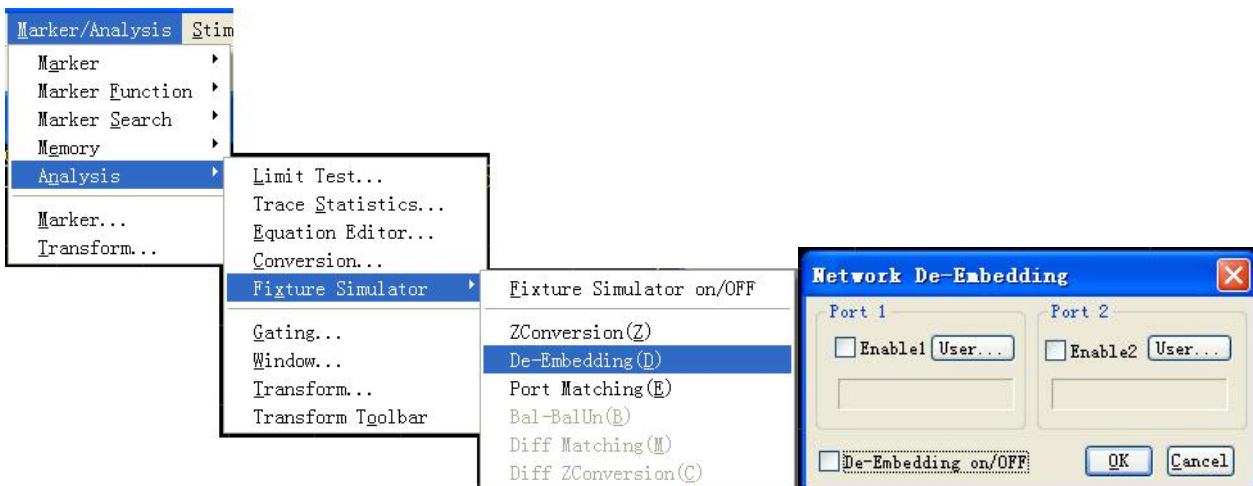 Marker/Analysis Stim
Marker
Marker Function
Marker Search
Memory
Analysis
Marker...
Transform...
Limit Test...
Trace Statistics...
Equation Editor...
Conversion...
Fixture Simulator
Gating...
Window...
Transform...
Transform Toolbar
Fixture Simulator on/OFF
ZConversion(Z)
De-Embedding(D)
Port Matching(E)
Bal-BalUn(B)
Diff Matching(M)
Diff ZConversion(C)
Network De-Embedding
Port 1
Enable1 User...
Port 2
Enable2 User...
De-Embedding on/OFF OK Cancel